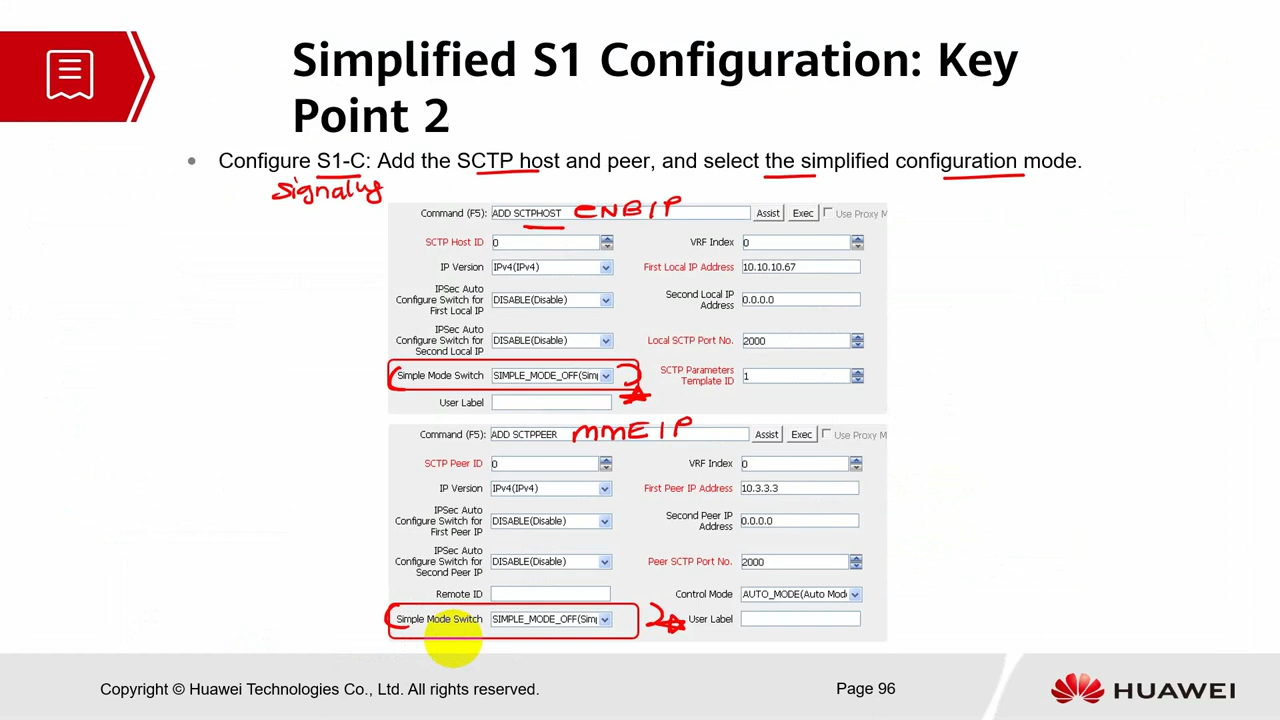 Simplified S1 Configuration: Key
Point 2
• Configure S1-C: Add the SCTP host and peer, and select the simplified configuration mode.
signaling
Command (F5): ADD SCTPHOST ENB IP Assist Exec Use Proxy M
SCTP Host ID 0 VRF Index 0
IP Version IPv4(IPv4) First Local IP Address 10.10.10.67
IPSec Auto
Configure Switch for
First Local IP
DISABLE(Disable)
Second Local IP
Address
0.0.0.0
IPSec Auto
Configure Switch for
Second Local IP
DISABLE(Disable)
Local SCTP Port No. 2000
Simple Mode Switch SIMPLE_MODE_OFF(Simp
SCTP Parameters
Template ID
1
User Label
Command (F5): ADD SCTPPEER mmE IP Assist Exec Use Proxy M
SCTP Peer ID 0 VRF Index 0
IP Version IPv4(IPv4) First Peer IP Address 10.3.3.3
IPSec Auto
Configure Switch for
First Peer IP
DISABLE(Disable)
Second Peer IP
Address
0.0.0.0
IPSec Auto
Configure Switch for
Second Peer IP
DISABLE(Disable)
Peer SCTP Port No. 2000
Remote ID Control Mode AUTO_MODE(Auto Mode
Simple Mode Switch SIMPLE_MODE_OFF(Simp User Label
Copyright © Huawei Technologies Co., Ltd. All rights reserved. Page 96 HUAWEI